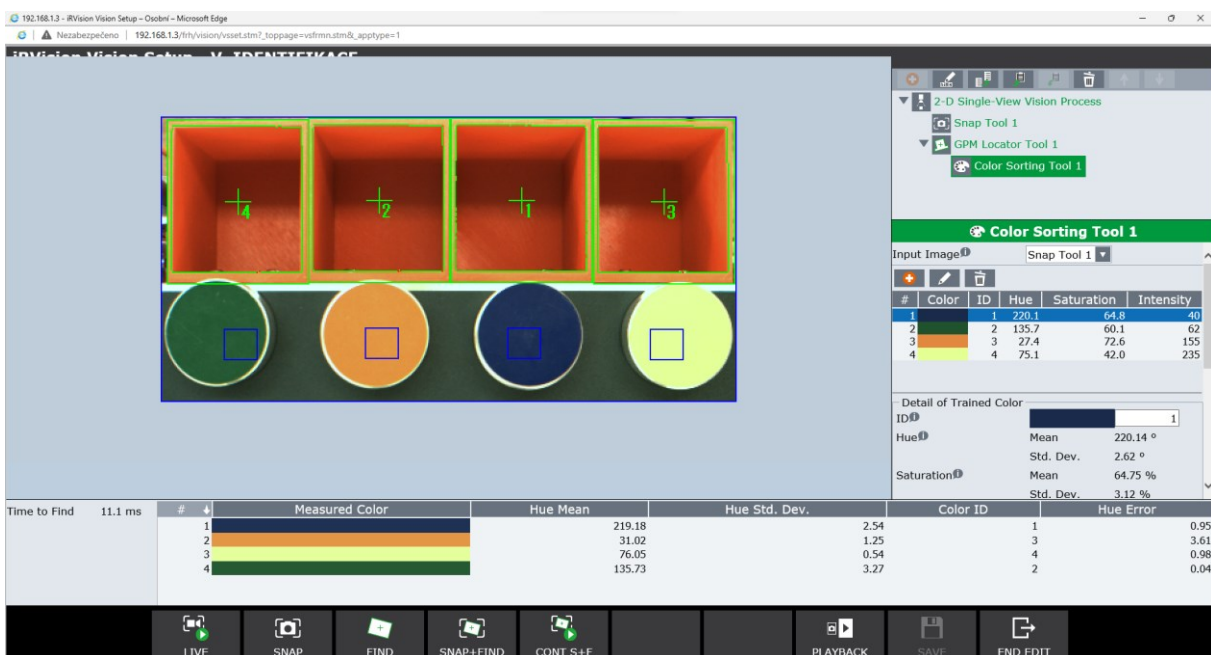 192.168.1.3 - iRVision Vision Setup – Osobní – Microsoft Edge
Nezabezpečeno | 192.168.1.3/frh/vision/vsset.stm?_toppage=vsfrmn.stm&_apptype=1
iRVision Vision Setup - V_IDENTIFIKACE
2-D Single-View Vision Process
Snap Tool 1
GPM Locator Tool 1
Color Sorting Tool 1
4 2 1 3
Color Sorting Tool 1
Input Image Snap Tool 1
# Color ID Hue Saturation Intensity
1 1 220.1 64.8 40
2 2 135.7 60.1 62
3 3 27.4 72.6 155
4 4 75.1 42.0 235
Detail of Trained Color
ID 1
Hue Mean 220.14 º
Std. Dev. 2.62 º
Saturation Mean 64.75 %
Std. Dev. 3.12 %
Time to Find 11.1 ms
# Measured Color Hue Mean Hue Std. Dev. Color ID Hue Error
1 219.18 2.54 1 0.95
2 31.02 1.25 3 3.61
3 76.05 0.54 4 0.98
4 135.73 3.27 2 0.04
LIVE SNAP FIND SNAP+FIND CONT S+F PLAYBACK SAVE END EDIT